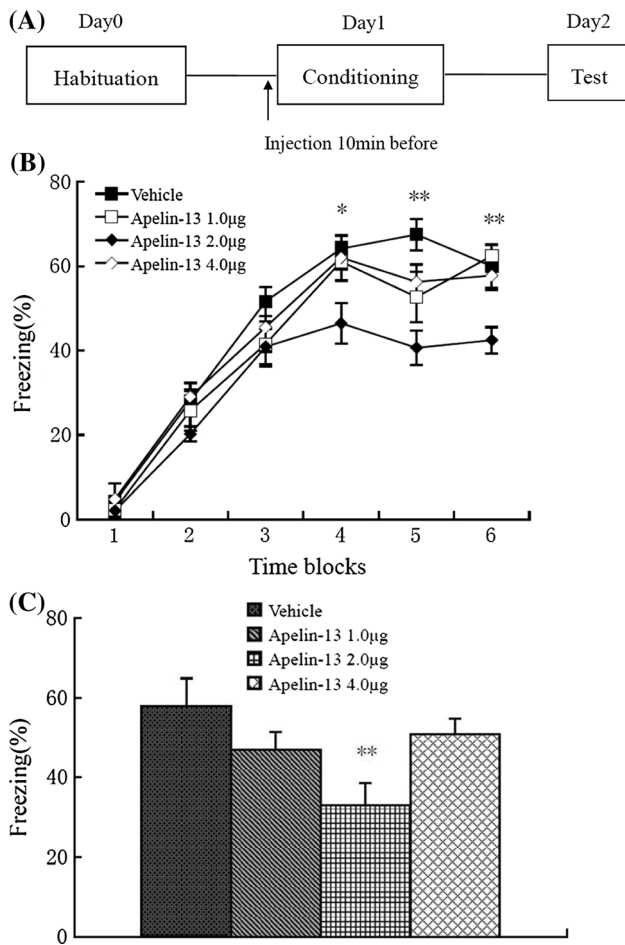 (A)
Day0 Day1 Day2
Habituation Conditioning Test
Injection 10min before
(B)
80
60
40
20
0
Freezing(%)
Vehicle
Apelin-13 1.0μg
Apelin-13 2.0μg
Apelin-13 4.0μg
* ** **
1 2 3 4 5 6
Time blocks
(C)
80
60
40
20
0
Freezing(%)
Vehicle
Apelin-13 1.0μg
Apelin-13 2.0μg
Apelin-13 4.0μg
**